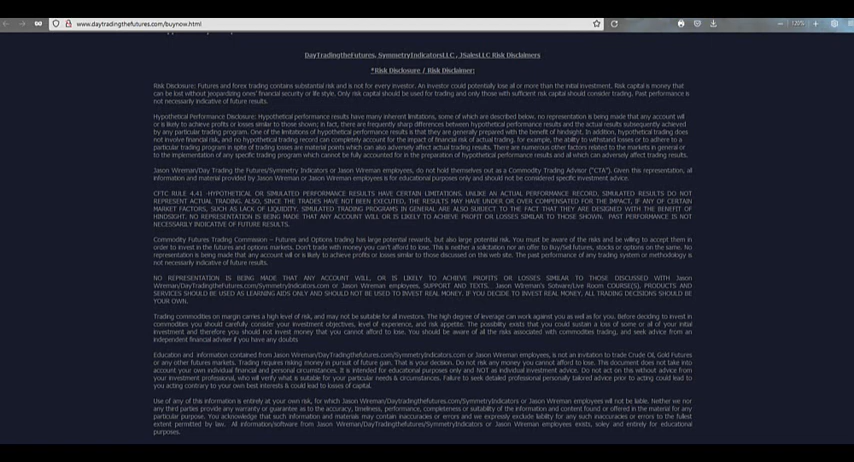 www.daytradingthefutures.com/buynow.html
120%
DayTradingtheFutures, SymmetryIndicatorsLLC, JSalesLLC Risk Disclaimers
*Risk Disclosure / Risk Disclaimer:
Risk Disclosure: Futures and forex trading contains substantial risk and is not for every investor. An investor could potentially lose all or more than the initial investment. Risk capital is money that
can be lost without jeopardizing ones' financial security or life style. Only risk capital should be used for trading and only those with sufficient risk capital should consider trading. Past performance is
not necessarily indicative of future results.
Hypothetical Performance Disclosure: Hypothetical performance results have many inherent limitations, some of which are described below. no representation is being made that any account will
or is likely to achieve profits or losses similar to those shown; in fact, there are frequently sharp differences between hypothetical performance results and the actual results subsequently achieved
by any particular trading program. One of the limitations of hypothetical performance results is that they are generally prepared with the benefit of hindsight. In addition, hypothetical trading does
not involve financial risk, and no hypothetical trading record can completely account for the impact of financial risk of actual trading. for example, the ability to withstand losses or to adhere to a
particular trading program in spite of trading losses are material points which can also adversely affect actual trading results. There are numerous other factors related to the markets in general or
to the implementation of any specific trading program which cannot be fully accounted for in the preparation of hypothetical performance results and all which can adversely affect trading results.
Jason Wireman/Day Trading the Futures/Symmetry Indicators or Jason Wireman employees, do not hold themselves out as a Commodity Trading Advisor ("CTA"). Given this representation, all
information and material provided by Jason Wireman or Jason Wireman employees is for educational purposes only and should not be considered specific investment advice.
CFTC RULE 4.41 -HYPOTHETICAL OR SIMULATED PERFORMANCE RESULTS HAVE CERTAIN LIMITATIONS. UNLIKE AN ACTUAL PERFORMANCE RECORD, SIMULATED RESULTS DO NOT
REPRESENT ACTUAL TRADING. ALSO, SINCE THE TRADES HAVE NOT BEEN EXECUTED, THE RESULTS MAY HAVE UNDER OR OVER COMPENSATED FOR THE IMPACT, IF ANY OF CERTAIN
MARKET FACTORS, SUCH AS LACK OF LIQUIDITY. SIMULATED TRADING PROGRAMS IN GENERAL ARE ALSO SUBJECT TO THE FACT THAT THEY ARE DESIGNED WITH THE BENEFIT OF
HINDSIGHT. NO REPRESENTATION IS BEING MADE THAT ANY ACCOUNT WILL OR IS LIKELY TO ACHIEVE PROFIT OR LOSSES SIMILAR TO THOSE SHOWN. PAST PERFORMANCE IS NOT
NECESSARILY INDICATIVE OF FUTURE RESULTS.
Commodity Futures Trading Commission – Futures and Options trading has large potential rewards, but also large potential risk. You must be aware of the risks and be willing to accept them in
order to invest in the futures and options markets. Don't trade with money you can't afford to lose. This is neither a solicitation nor an offer to Buy/Sell futures, stocks or options on the same. No
representation is being made that any account will or is likely to achieve profits or losses similar to those discussed on this web site. The past performance of any trading system or methodology is
not necessarily indicative of future results.
NO REPRESENTATION IS BEING MADE THAT ANY ACCOUNT WILL, OR IS LIKELY TO ACHIEVE PROFITS OR LOSSES SIMILAR TO THOSE DISCUSSED WITH Jason
Wireman/DayTradingtheFutures.com/SymmetryIndicatiors.com or Jason Wireman employees, SUPPORT AND TEXTS. Jason Wireman's Sotware/Live Room COURSE(S). PRODUCTS AND
SERVICES SHOULD BE USED AS LEARNING AIDS ONLY AND SHOULD NOT BE USED TO INVEST REAL MONEY. IF YOU DECIDE TO INVEST REAL MONEY, ALL TRADING DECISIONS SHOULD BE
YOUR OWN.
Trading commodities on margin carries a high level of risk, and may not be suitable for all investors. The high degree of leverage can work against you as well as for you. Before deciding to invest in
commodities you should carefully consider your investment objectives, level of experience, and risk appetite. The possibility exists that you could sustain a loss of some or all of your initial
investment and therefore you should not invest money that you cannot afford to lose. You should be aware of all the risks associated with commodities trading, and seek advice from an
independent financial adviser if you have any doubts
Education and information contained from Jason Wireman/DayTradingthefutures.com/SymmetryIndicators.com or Jason Wireman employees, is not an invitation to trade Crude Oil, Gold Futures
or any other futures markets. Trading requires risking money in pursuit of future gain. That is your decision. Do not risk any money you cannot afford to lose. This document does not take into
account your own individual financial and personal circumstances. It is intended for educational purposes only and NOT as individual investment advice. Do not act on this without advice from
your investment professional, who will verify what is suitable for your particular needs & circumstances. Failure to seek detailed professional personally tailored advice prior to acting could lead to
you acting contrary to your own best interests & could lead to losses of capital.
Use of any of this information is entirely at your own risk, for which Jason Wireman/Daytradingthefutures.com/SymmetryIndicators or Jason Wireman employees will not be liable. Neither we nor
any third parties provide any warranty or guarantee as to the accuracy, timeliness, performance, completeness or suitability of the information and content found or offered in the material for any
particular purpose. You acknowledge that such information and materials may contain inaccuracies or errors and we expressly exclude liability for any such inaccuracies or errors to the fullest
extent permitted by law. All information/software from Jason Wireman/Daytradingthefutures/SymmetryIndicators or Jason Wireman employees exists, soley and entirely for educational
purposes.